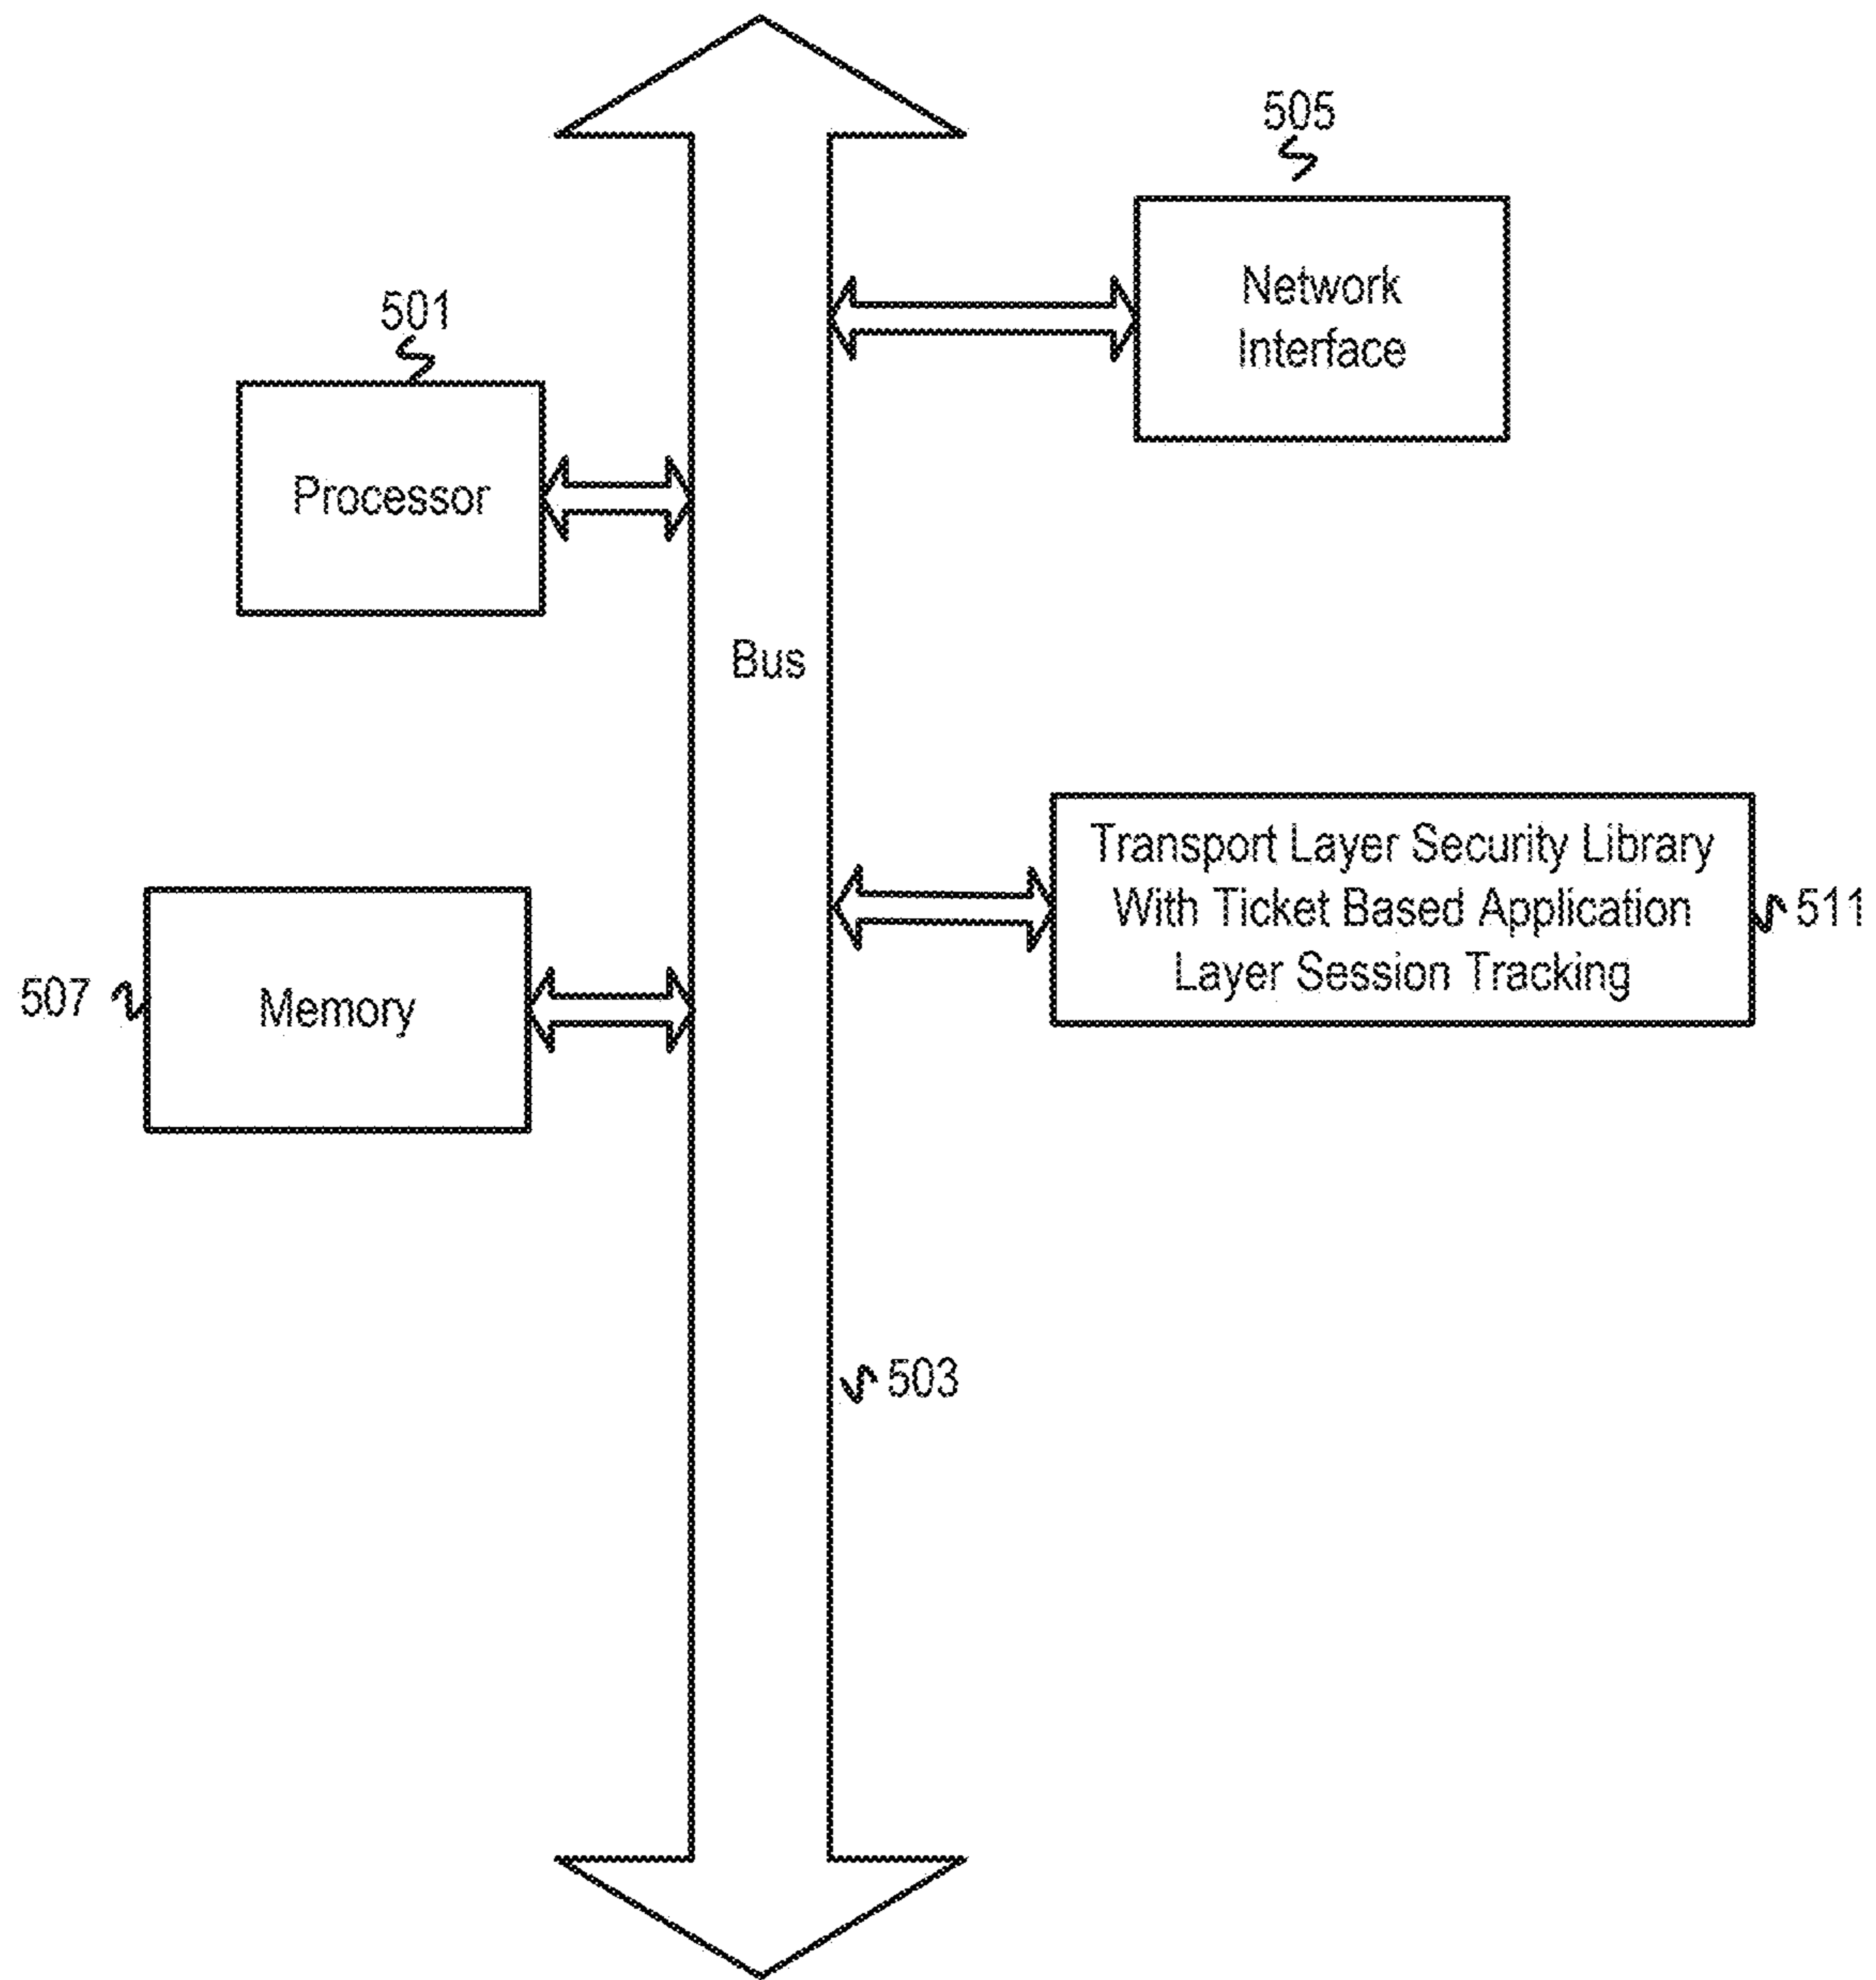 505
Network
Interface
501
Processor
Bus
Transport Layer Security Library
With Ticket Based Application
Layer Session Tracking
511
507
Memory
503